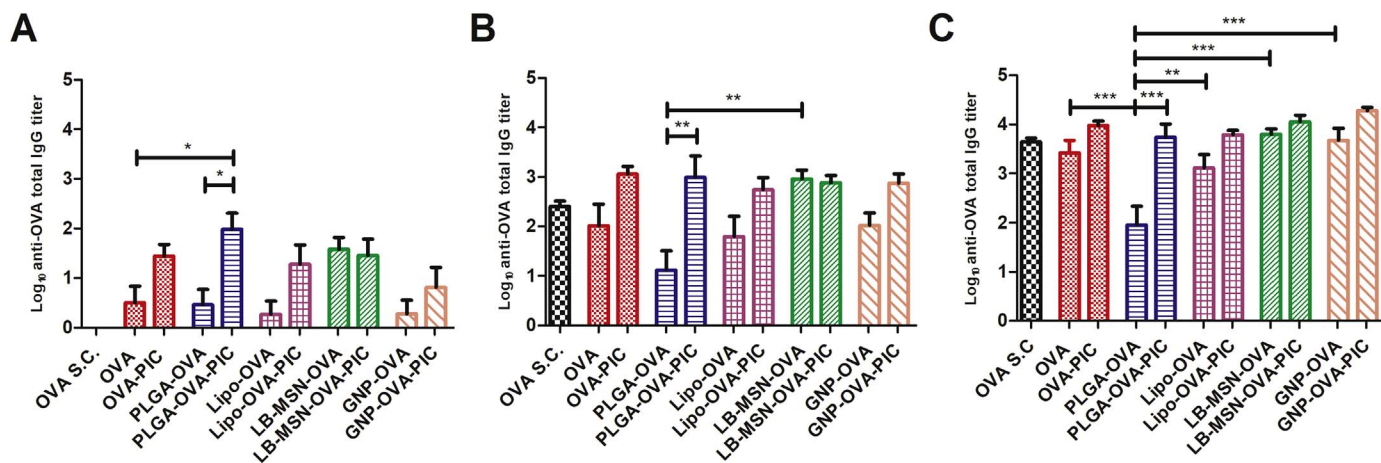 A
Log₁₀ anti-OVA total IgG titer
5
4
3
2
1
0
*
*
OVA S.C.
OVA
OVA-PIC
PLGA-OVA
PLGA-OVA-PIC
Lipo-OVA
Lipo-OVA-PIC
LB-MSN-OVA
LB-MSN-OVA-PIC
GNP-OVA
GNP-OVA-PIC
B
Log₁₀ anti-OVA total IgG titer
5
4
3
2
1
0
**
**
OVA S.C.
OVA
OVA-PIC
PLGA-OVA
PLGA-OVA-PIC
Lipo-OVA
Lipo-OVA-PIC
LB-MSN-OVA
LB-MSN-OVA-PIC
GNP-OVA
GNP-OVA-PIC
C
Log₁₀ anti-OVA total IgG titer
5
4
3
2
1
0
***
***
**
***
***
OVA S.C
OVA
OVA-PIC
PLGA-OVA
PLGA-OVA-PIC
Lipo-OVA
Lipo-OVA-PIC
LB-MSN-OVA
LB-MSN-OVA-PIC
GNP-OVA
GNP-OVA-PIC